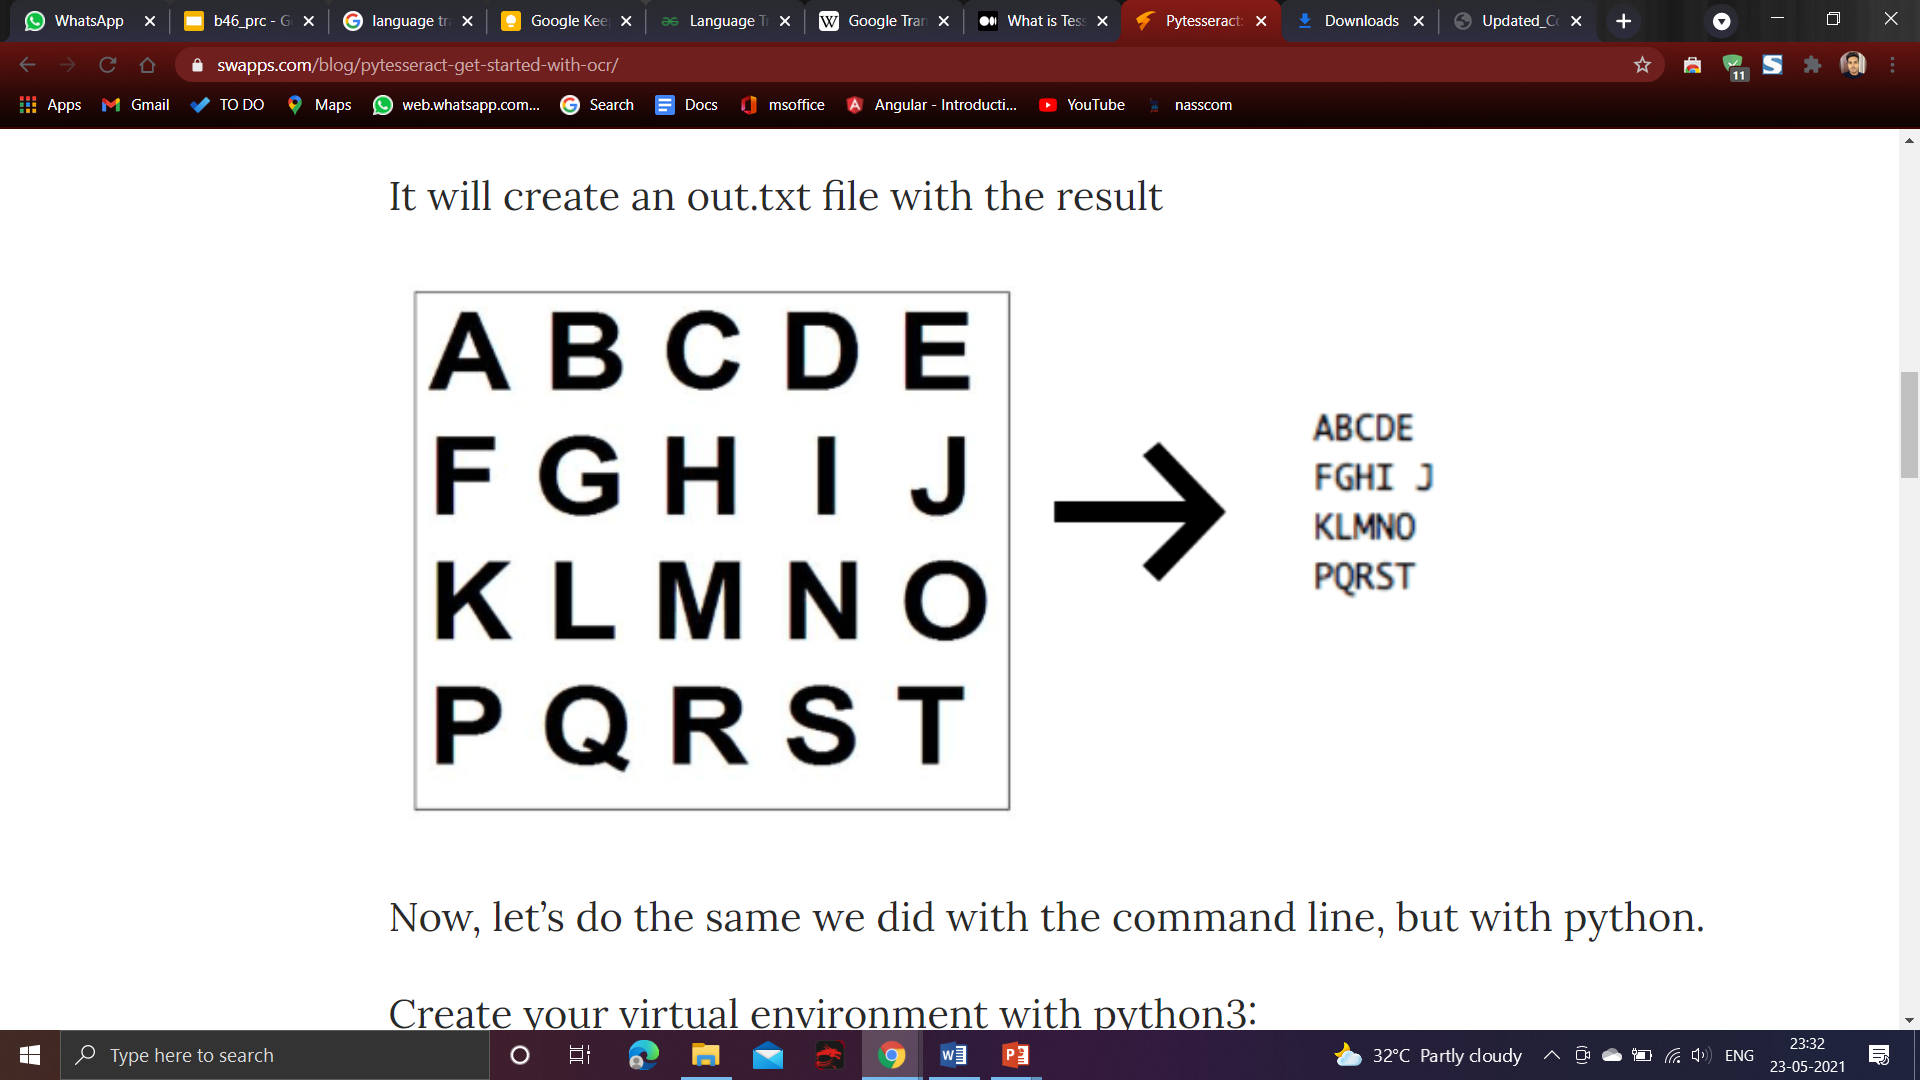 WhatsApp
b46_prc - G
language tr
Google Kee
Language T
Google Tran
What is Tess
Pytesseract:
Downloads
Updated_Co
swapps.com/blog/pytesseract-get-started-with-ocr/
11
Apps
Gmail
TO DO
Maps
web.whatsapp.com...
Search
Docs
msoffice
Angular - Introducti...
YouTube
nasscom
It will create an out.txt file with the result
A B C D E
F G H I J
K L M N O
P Q R S T
ABCDE
FGHI J
KLMNO
PQRST
Now, let’s do the same we did with the command line, but with python.
Create your virtual environment with python3:
Type here to search
32°C Partly cloudy
ENG
23:32
23-05-2021